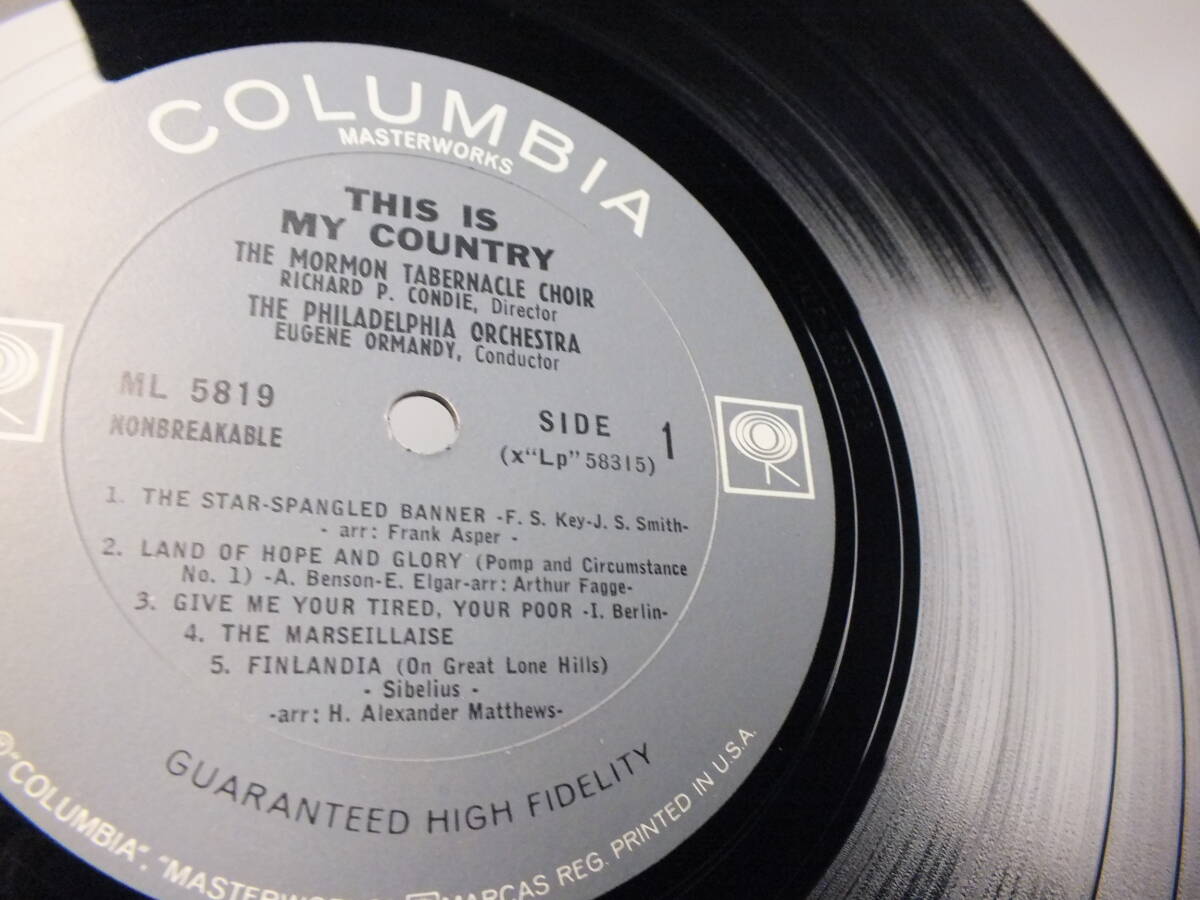 COLUMBIA
MASTERWORKS
THIS IS
MY COUNTRY
THE MORMON TABERNACLE CHOIR
RICHARD P. CONDIE, Director
THE PHILADELPHIA ORCHESTRA
EUGENE ORMANDY, Conductor
ML 5819
NONBREAKABLE
SIDE 1
(x"Lp" 58315)
1. THE STAR-SPANGLED BANNER -F. S. Key-J. S. Smith-
- arr: Frank Asper -
2. LAND OF HOPE AND GLORY (Pomp and Circumstance
No. 1) -A. Benson-E. Elgar-arr: Arthur Fagge-
3. GIVE ME YOUR TIRED, YOUR POOR -I. Berlin-
4. THE MARSEILLAISE
5. FINLANDIA (On Great Lone Hills)
- Sibelius -
-arr: H. Alexander Matthews-
GUARANTEED HIGH FIDELITY
"COLUMBIA", "MASTERWORKS", MARCAS REG. PRINTED IN U.S.A.